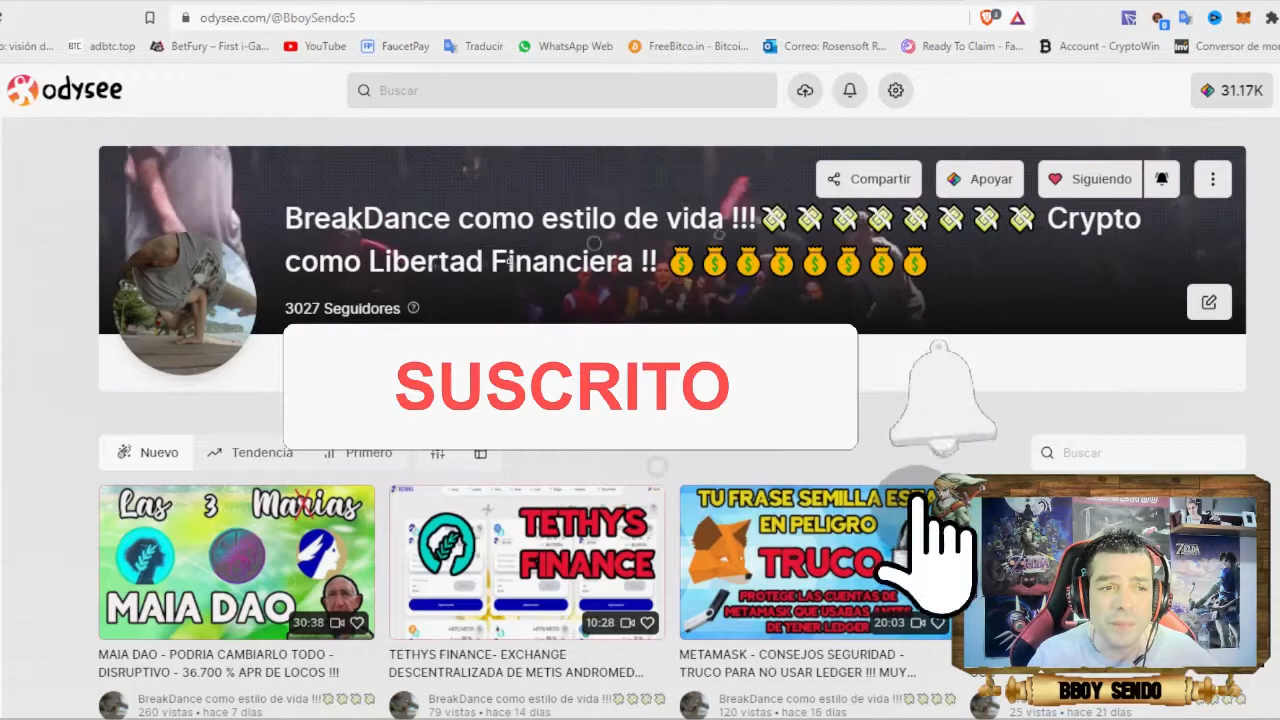 odysee.com/@BboySendo:5
o: visión d...
BTC adbtc.top
BetFury – First i-Ga...
YouTube
FP FaucetPay
Traducir
WhatsApp Web
FreeBitco.in - Bitcoi...
Correo: Rosensoft R...
Ready To Claim - Fa...
Account - CryptoWin
Inv Conversor de mor
odysee
Buscar
31.17K
Compartir
Apoyar
Siguiendo
BreakDance como estilo de vida !!!💸💸💸💸💸💸💸💸 Crypto
como Libertad Financiera !! 💰💰💰💰💰💰💰💰
3027 Seguidores
SUSCRITO
Nuevo
Tendencia
Primero
Buscar
Las 3 Maxias
MAIA DAO
30:38
TETHYS
FINANCE
10:28
TU FRASE SEMILLA ESTA
EN PELIGRO
TRUCO
PROTEGE LAS CUENTAS DE
METAMASK QUE USABAS ANTES
DE TENER LEDGER
20:03
ZELDA
BBOY SENDO
MAIA DAO - PODRIA CAMBIARLO TODO -
DISRUPTIVO - 36.700 % APR DE LOCOS !!!
BreakDance como estilo de vida !!!💸💸💸💸
260 vistas • hace 7 días
TETHYS FINANCE- EXCHANGE
DESCENTRALIZADA DE METIS ANDROMED...
BreakDance como estilo de vida !!!💸💸💸💸
79 vistas • hace 14 días
METAMASK - CONSEJOS SEGURIDAD -
TRUCO PARA NO USAR LEDGER !!! MUY...
BreakDance como estilo de vida !!!💸💸💸💸
120 vistas • hace 16 días
25 vistas • hace 21 días